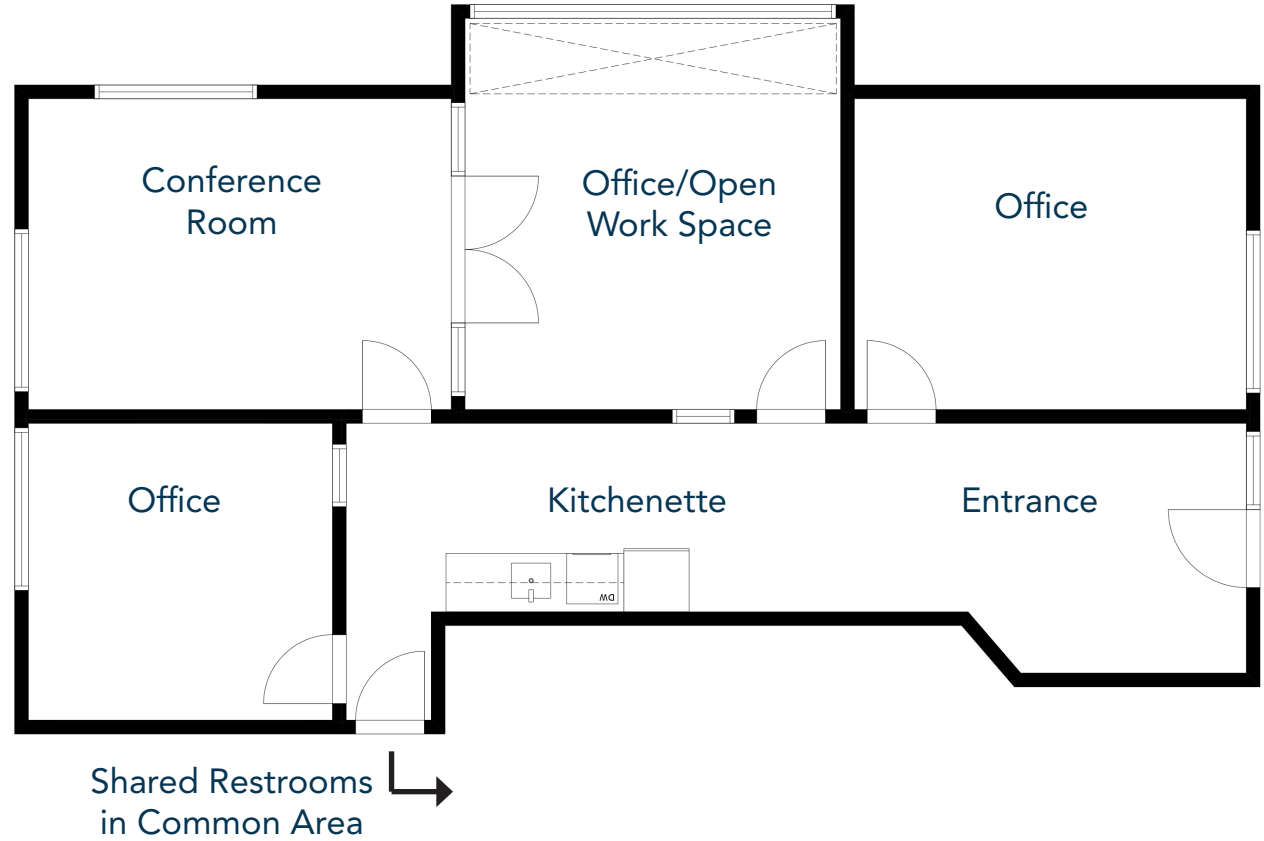 Conference
Room
Office/Open
Work Space
Office
Office
Kitchenette
Entrance
DW
Shared Restrooms
in Common Area